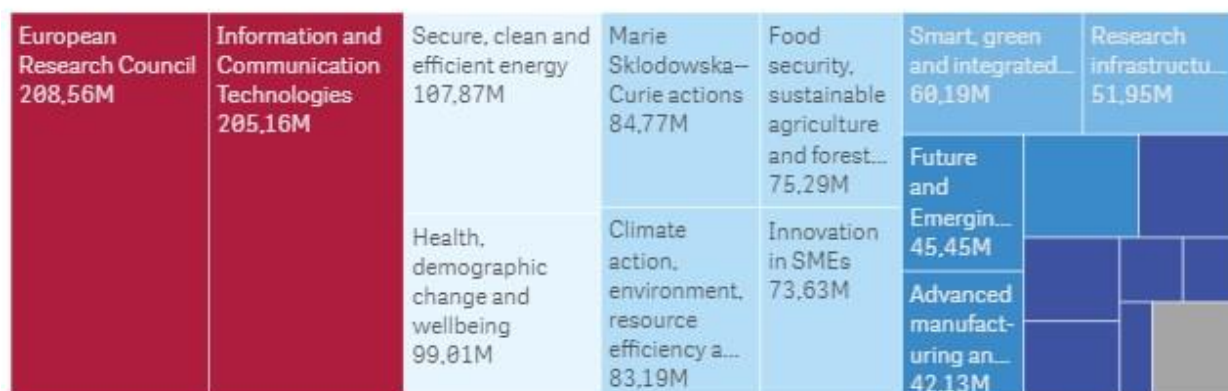 European
Research Council
208,56M
Information and
Communication
Technologies
205,16M
Secure, clean and
efficient energy
107,87M
Health,
demographic
change and
wellbeing
99,01M
Marie
Sklodowska—
Curie actions
84,77M
Climate
action,
environment,
resource
efficiency a...
83,19M
Food
security,
sustainable
agriculture
and forest...
75,29M
Innovation
in SMEs
73,63M
Smart, green
and integrated...
60,19M
Research
infrastructu...
51,95M
Future
and
Emergin...
45,45M
Advanced
manufact-
uring an...
42,13M